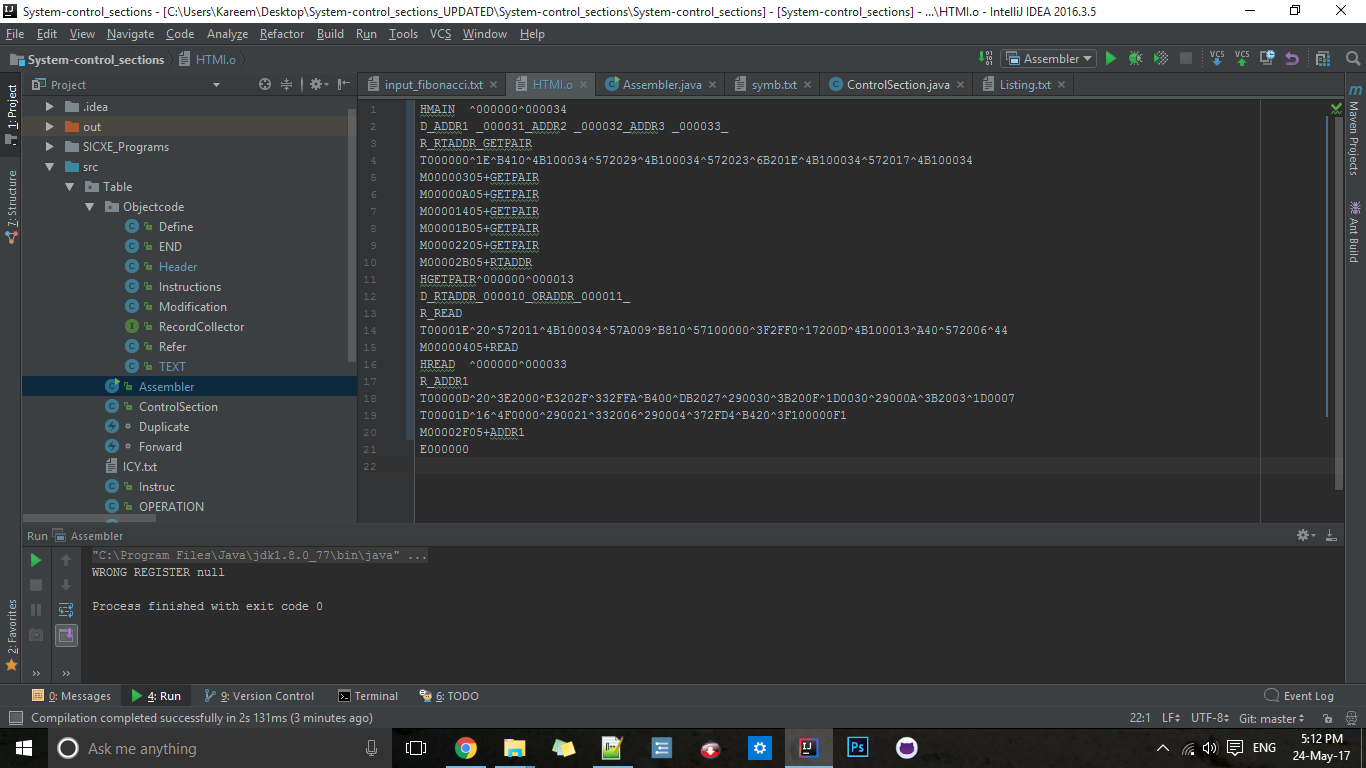 System-control_sections - [C:\Users\Kareem\Desktop\System-control_sections_UPDATED\System-control_sections\System-control_sections] - [System-control_sections] - ...\HTMl.o - IntelliJ IDEA 2016.3.5
File Edit View Navigate Code Analyze Refactor Build Run Tools VCS Window Help
System-control_sections HTMl.o Assembler VCS VCS
Project input_fibonacci.txt HTMl.o Assembler.java symb.txt ControlSection.java Listing.txt
1: Project
7: Structure
2: Favorites
.idea
out
SICXE_Programs
src
Table
Objectcode
Define
END
Header
Instructions
Modification
RecordCollector
Refer
TEXT
Assembler
ControlSection
Duplicate
Forward
ICY.txt
Instruc
OPERATION
1 HMAIN  ^000000^000034
2 D_ADDR1 _000031_ADDR2 _000032_ADDR3 _000033_
3 R_RTADDR_GETPAIR
4 T000000^1E^B410^4B100034^572029^4B100034^572023^6B201E^4B100034^572017^4B100034
5 M00000305+GETPAIR
6 M00000A05+GETPAIR
7 M00001405+GETPAIR
8 M00001B05+GETPAIR
9 M00002205+GETPAIR
10 M00002B05+RTADDR
11 HGETPAIR^000000^000013
12 D_RTADDR_000010_ORADDR_000011_
13 R_READ
14 T00001E^20^572011^4B100034^57A009^B810^57100000^3F2FF0^17200D^4B100013^A40^572006^44
15 M00000405+READ
16 HREAD  ^000000^000033
17 R_ADDR1
18 T00000D^20^3E2000^E3202F^332FFA^B400^DB2027^290030^3B200F^1D0030^29000A^3B2003^1D0007
19 T00001D^16^4F0000^290021^332006^290004^372FD4^B420^3F100000F1
20 M00002F05+ADDR1
21 E000000
22
Maven Projects
Ant Build
Run Assembler
"C:\Program Files\Java\jdk1.8.0_77\bin\java" ...
WRONG REGISTER null
Process finished with exit code 0
0: Messages 4: Run 9: Version Control Terminal 6: TODO Event Log
Compilation completed successfully in 2s 131ms (3 minutes ago) 22:1 LF UTF-8 Git: master
Ask me anything ENG 5:12 PM
24-May-17